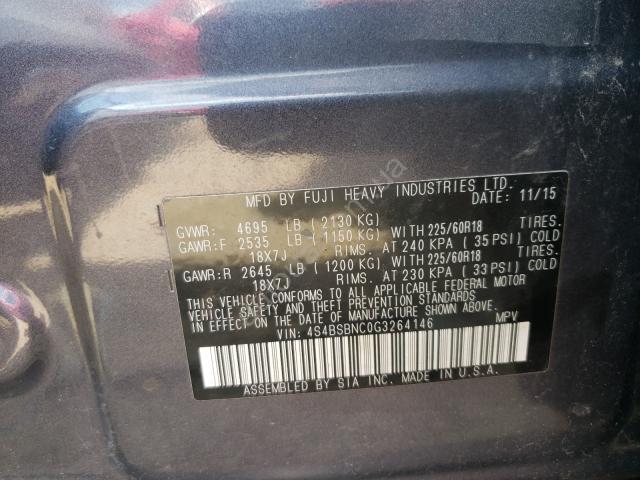 MFD BY FUJI HEAVY INDUSTRIES LTD. DATE: 11/15
GVWR: 4695 LB (2130 KG)
GAWR:F 2535 LB (1150 KG) WITH 225/60R18 TIRES.
18X7J RIMS. AT 240 KPA (35 PSI) COLD
GAWR:R 2645 LB (1200 KG) WITH 225/60R18 TIRES.
18X7J RIMS. AT 230 KPA (33 PSI) COLD
THIS VEHICLE CONFORMS TO ALL APPLICABLE FEDERAL MOTOR
VEHICLE SAFETY, BUMPER, AND THEFT PREVENTION STANDARDS
IN EFFECT ON THE DATE OF MANUFACTURE SHOWN ABOVE.
VIN: 4S4BSBNC0G3264146 MPV
ASSEMBLED BY SIA INC. MADE IN U.S.A.